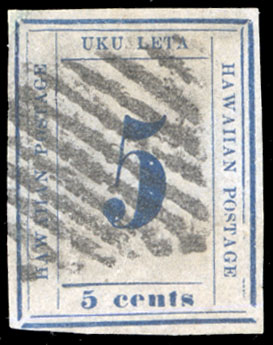 UKU LETA
HAWAIIAN POSTAGE
5
HAWAIIAN POSTAGE
5 cents